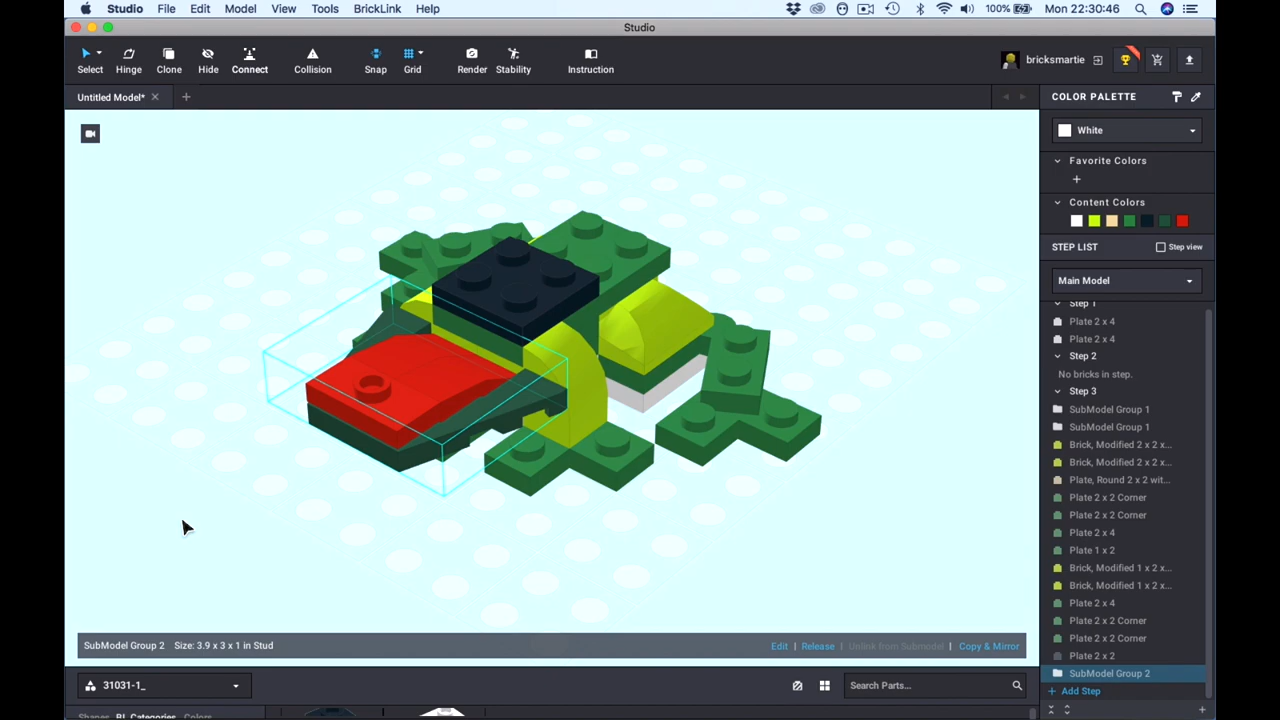 Studio File Edit Model View Tools BrickLink Help 100% Mon 22:30:46
Studio
Select Hinge Clone Hide Connect Collision Snap Grid Render Stability Instruction bricksmartie
Untitled Model* COLOR PALETTE
White
Favorite Colors
Content Colors
STEP LIST Step view
Main Model
Step 1
Plate 2 x 4
Plate 2 x 4
Step 2
No bricks in step.
Step 3
SubModel Group 1
SubModel Group 1
Brick, Modified 2 x 2 x...
Brick, Modified 2 x 2 x...
Plate, Round 2 x 2 wit...
Plate 2 x 2 Corner
Plate 2 x 2 Corner
Plate 2 x 4
Plate 1 x 2
Brick, Modified 1 x 2 x...
Brick, Modified 1 x 2 x...
Plate 2 x 4
Plate 2 x 2 Corner
Plate 2 x 2 Corner
Plate 2 x 2
SubModel Group 2
+ Add Step
SubModel Group 2 Size: 3.9 x 3 x 1 in Stud Edit | Release | Unlink from Submodel | Copy & Mirror
31031-1_ Search Parts...
Shapes BL Categories Colors